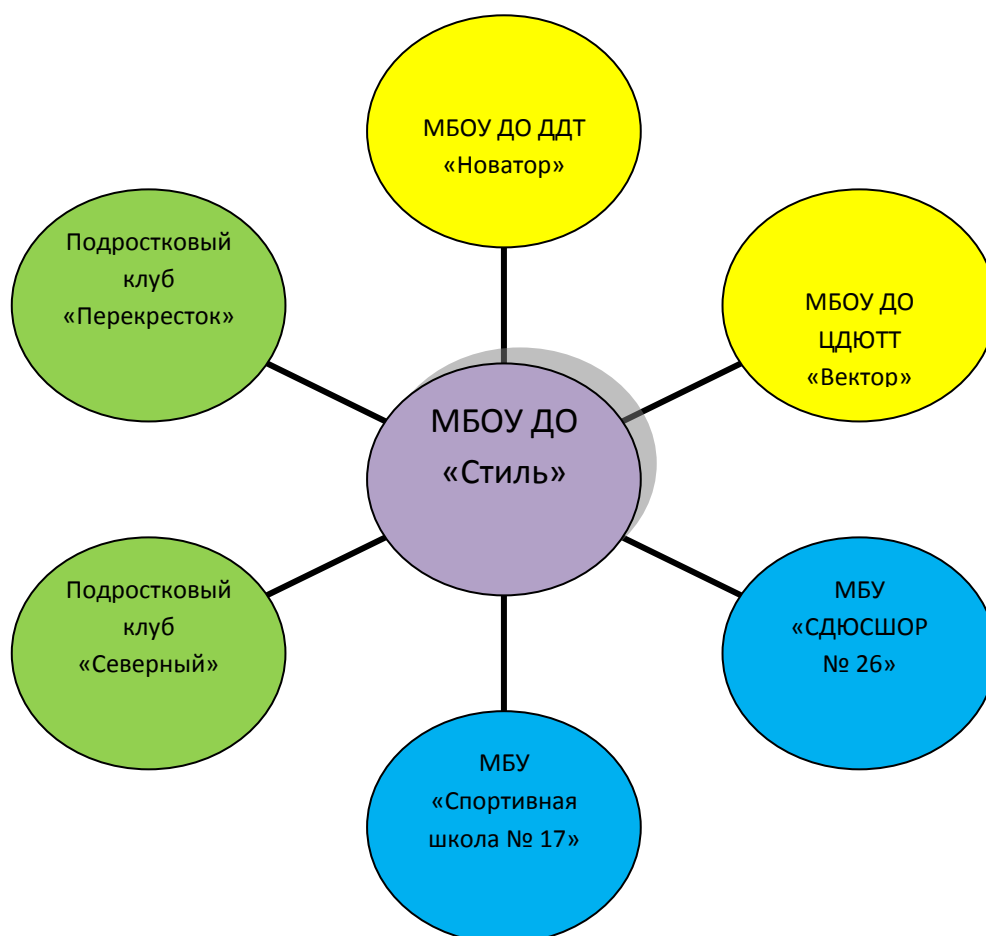 МБОУ ДО ДДТ
«Новатор»
Подростковый
клуб
«Перекресток»
МБОУ ДО
ЦДЮТТ
«Вектор»
МБОУ ДО
«Стиль»
Подростковый
клуб
«Северный»
МБУ
«СДЮСШОР
№ 26»
МБУ
«Спортивная
школа № 17»